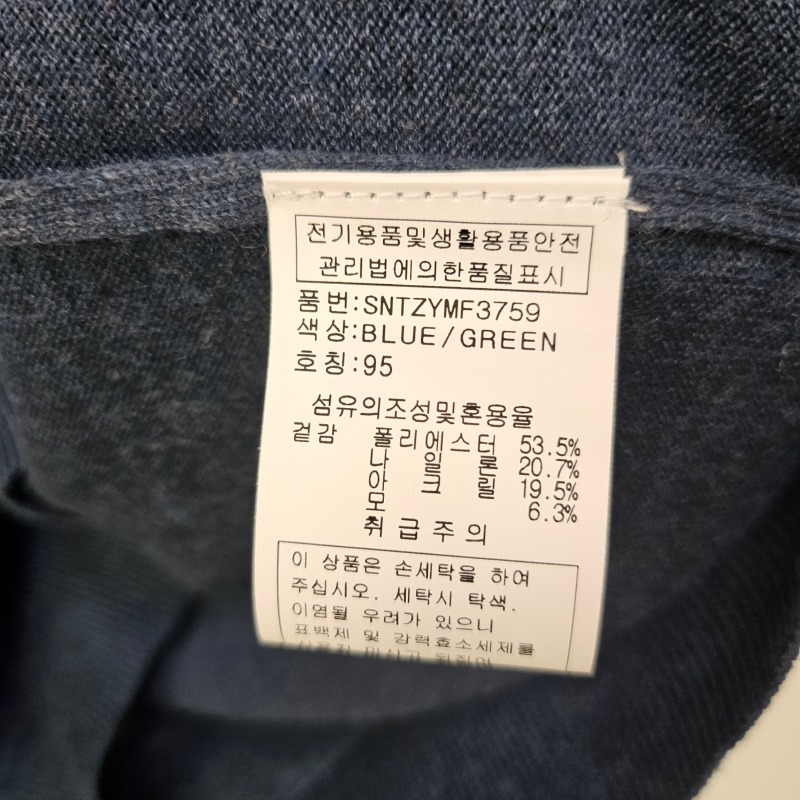 전기용품및생활용품안전
관리법에의한품질표시
품번:SNTZYMF3759
색상:BLUE/GREEN
호칭:95
섬유의조성및혼용율
겉감 폴리에스터 53.5%
나 일 론 20.7%
아 크 릴 19.5%
모 6.3%
취급주의
이 상품은 손세탁을 하여
주십시오. 세탁시 탁색.
이염될 우려가 있으니
표백제 및 강력효소세제를